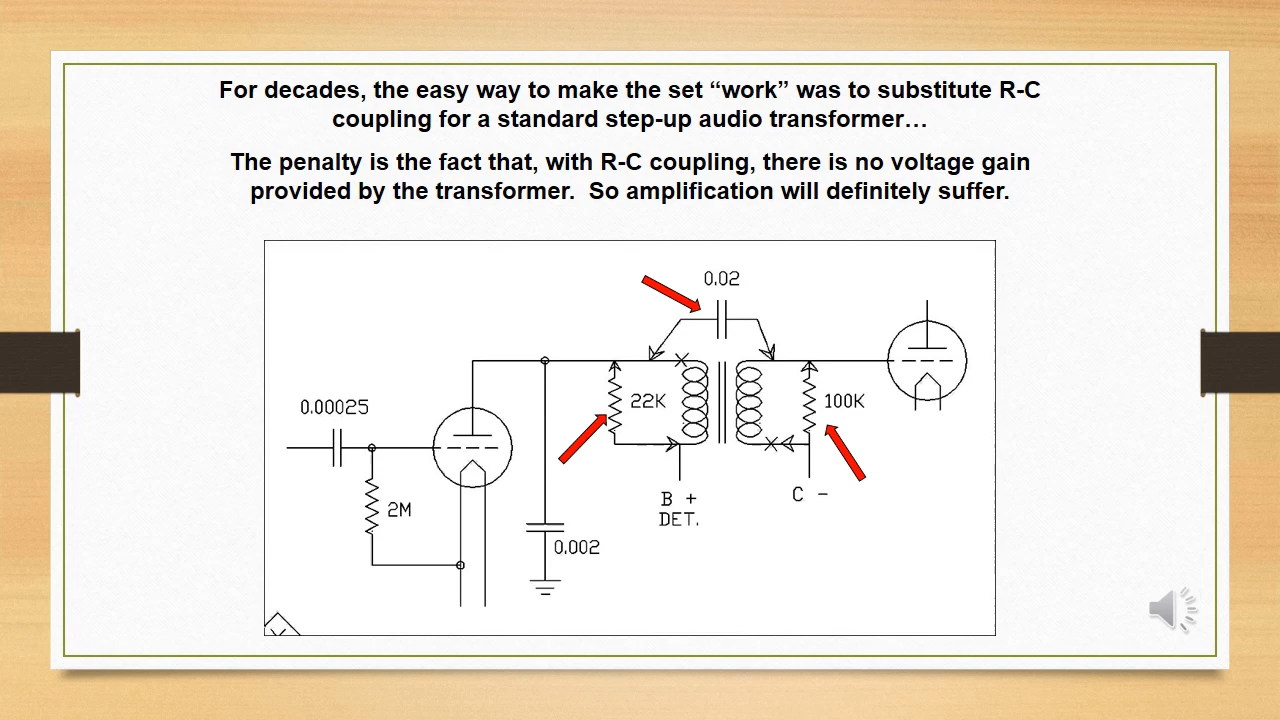 For decades, the easy way to make the set “work” was to substitute R-C
coupling for a standard step-up audio transformer…
The penalty is the fact that, with R-C coupling, there is no voltage gain
provided by the transformer.  So amplification will definitely suffer.
0.02
0.00025
22K
100K
2M
B +
DET.
C -
0.002